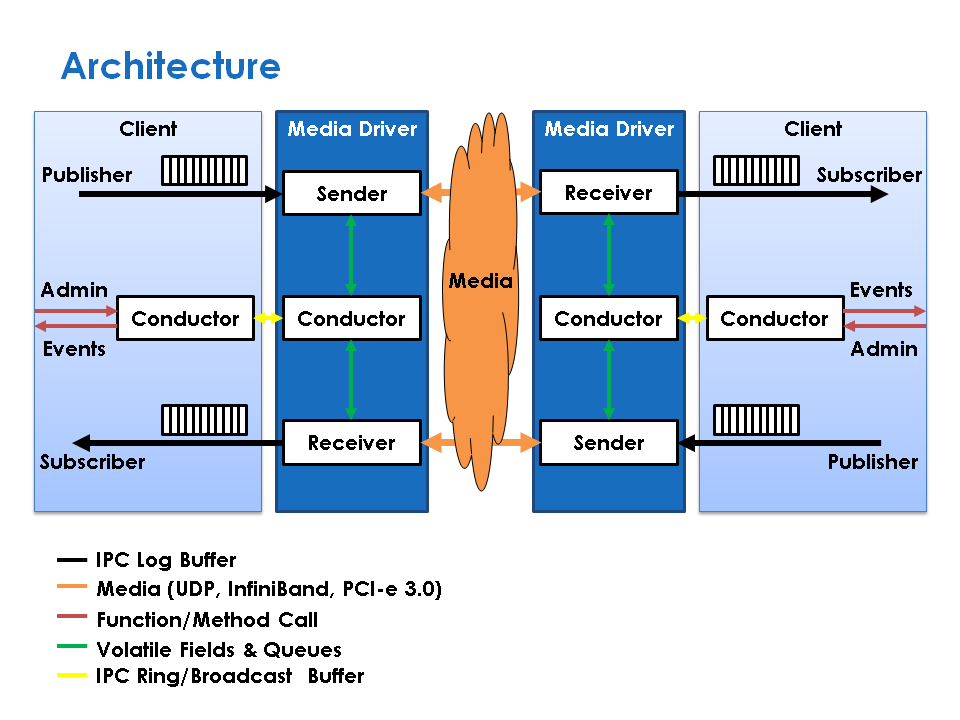 Architecture
Client
Media Driver
Media Driver
Client
Publisher
Sender
Receiver
Subscriber
Admin
Conductor
Events
Conductor
Media
Conductor
Conductor
Events
Admin
Subscriber
Receiver
Sender
Publisher
IPC Log Buffer
Media (UDP, InfiniBand, PCI-e 3.0)
Function/Method Call
Volatile Fields & Queues
IPC Ring/Broadcast Buffer